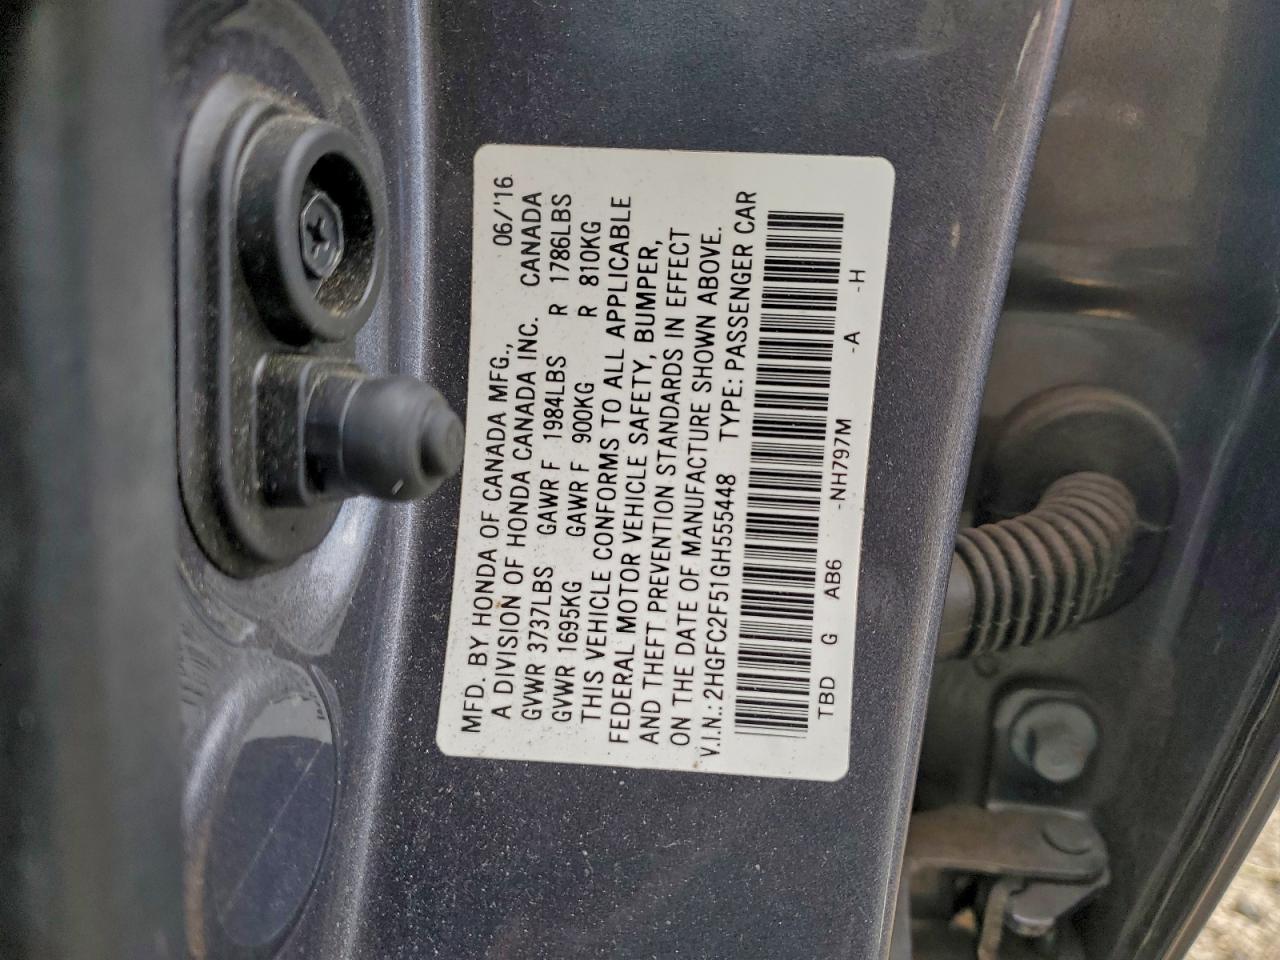 MFD. BY HONDA OF CANADA MFG., 06/'16
A DIVISION OF HONDA CANADA INC. CANADA
GVWR 3737LBS GAWR F 1984LBS R 1786LBS
GVWR 1695KG GAWR F 900KG R 810KG
THIS VEHICLE CONFORMS TO ALL APPLICABLE
FEDERAL MOTOR VEHICLE SAFETY, BUMPER,
AND THEFT PREVENTION STANDARDS IN EFFECT
ON THE DATE OF MANUFACTURE SHOWN ABOVE.
V.I.N.: 2HGFC2F51GH555448 TYPE: PASSENGER CAR
TBD G AB6 -NH797M -A -H